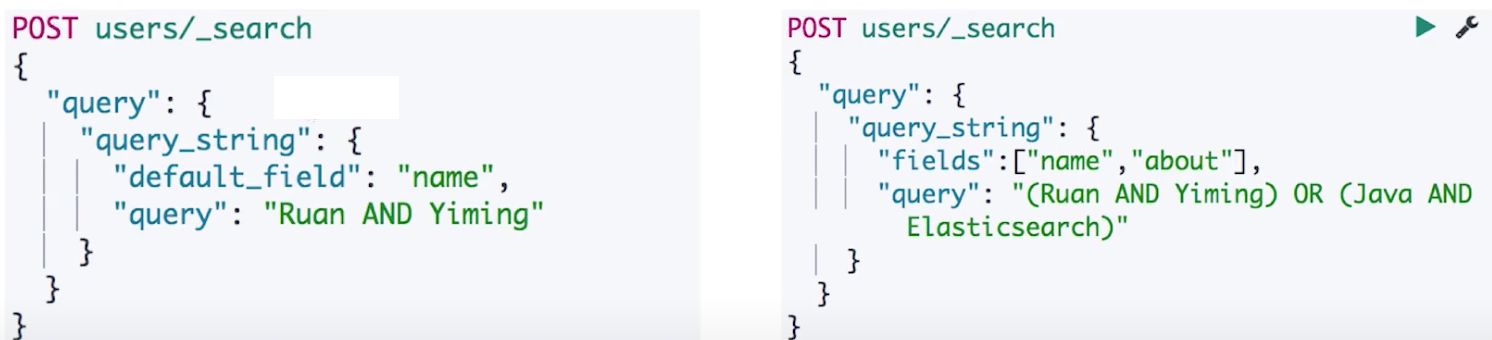 POST users/_search
{
  "query": {
    "query_string": {
      "default_field": "name",
      "query": "Ruan AND Yiming"
    }
  }
}
POST users/_search
{
  "query": {
    "query_string": {
      "fields":["name","about"],
      "query": "(Ruan AND Yiming) OR (Java AND
        Elasticsearch)"
    }
  }
}